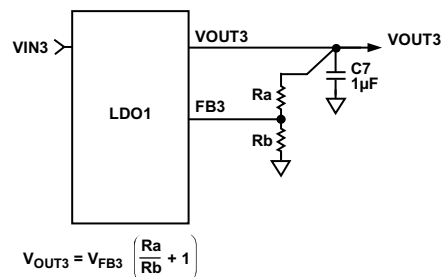 VOUT3
VOUT3
VIN3
C7
1µF
Ra
LDO1
FB3
Rb
VOUT3 = VFB3 (Ra/Rb + 1)